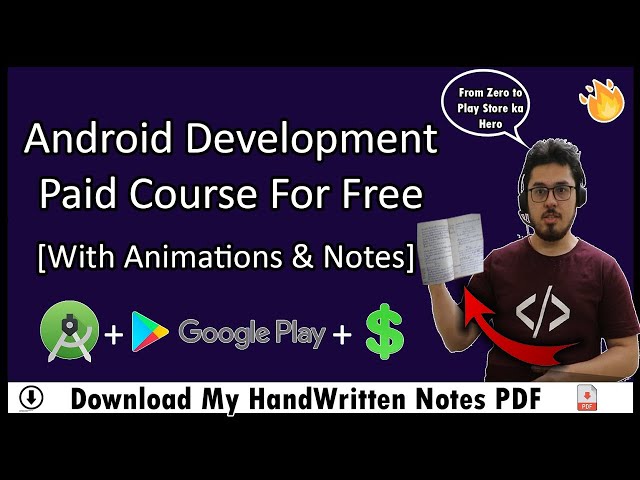 From Zero to
Play Store ka
Hero
Android Development
Paid Course For Free
[With Animations & Notes]
+ Google Play + $
</>
Download My HandWritten Notes PDF
PDF